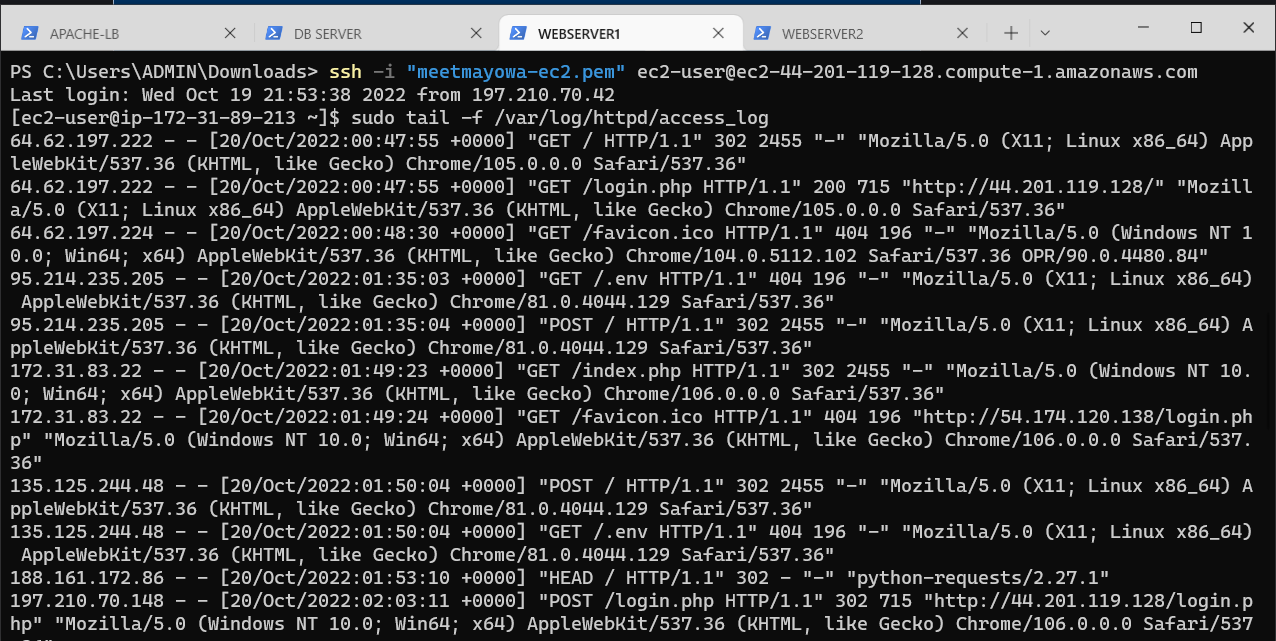 APACHE-LB DB SERVER WEBSERVER1 WEBSERVER2
PS C:\Users\ADMIN\Downloads> ssh -i "meetmayowa-ec2.pem" ec2-user@ec2-44-201-119-128.compute-1.amazonaws.com
Last login: Wed Oct 19 21:53:38 2022 from 197.210.70.42
[ec2-user@ip-172-31-89-213 ~]$ sudo tail -f /var/log/httpd/access_log
64.62.197.222 - - [20/Oct/2022:00:47:55 +0000] "GET / HTTP/1.1" 302 2455 "-" "Mozilla/5.0 (X11; Linux x86_64) App
leWebKit/537.36 (KHTML, like Gecko) Chrome/105.0.0.0 Safari/537.36"
64.62.197.222 - - [20/Oct/2022:00:47:55 +0000] "GET /login.php HTTP/1.1" 200 715 "http://44.201.119.128/" "Mozill
a/5.0 (X11; Linux x86_64) AppleWebKit/537.36 (KHTML, like Gecko) Chrome/105.0.0.0 Safari/537.36"
64.62.197.224 - - [20/Oct/2022:00:48:30 +0000] "GET /favicon.ico HTTP/1.1" 404 196 "-" "Mozilla/5.0 (Windows NT 1
0.0; Win64; x64) AppleWebKit/537.36 (KHTML, like Gecko) Chrome/104.0.5112.102 Safari/537.36 OPR/90.0.4480.84"
95.214.235.205 - - [20/Oct/2022:01:35:03 +0000] "GET /.env HTTP/1.1" 404 196 "-" "Mozilla/5.0 (X11; Linux x86_64)
 AppleWebKit/537.36 (KHTML, like Gecko) Chrome/81.0.4044.129 Safari/537.36"
95.214.235.205 - - [20/Oct/2022:01:35:04 +0000] "POST / HTTP/1.1" 302 2455 "-" "Mozilla/5.0 (X11; Linux x86_64) A
ppleWebKit/537.36 (KHTML, like Gecko) Chrome/81.0.4044.129 Safari/537.36"
172.31.83.22 - - [20/Oct/2022:01:49:23 +0000] "GET /index.php HTTP/1.1" 302 2455 "-" "Mozilla/5.0 (Windows NT 10.
0; Win64; x64) AppleWebKit/537.36 (KHTML, like Gecko) Chrome/106.0.0.0 Safari/537.36"
172.31.83.22 - - [20/Oct/2022:01:49:24 +0000] "GET /favicon.ico HTTP/1.1" 404 196 "http://54.174.120.138/login.ph
p" "Mozilla/5.0 (Windows NT 10.0; Win64; x64) AppleWebKit/537.36 (KHTML, like Gecko) Chrome/106.0.0.0 Safari/537.
36"
135.125.244.48 - - [20/Oct/2022:01:50:04 +0000] "POST / HTTP/1.1" 302 2455 "-" "Mozilla/5.0 (X11; Linux x86_64) A
ppleWebKit/537.36 (KHTML, like Gecko) Chrome/81.0.4044.129 Safari/537.36"
135.125.244.48 - - [20/Oct/2022:01:50:04 +0000] "GET /.env HTTP/1.1" 404 196 "-" "Mozilla/5.0 (X11; Linux x86_64)
 AppleWebKit/537.36 (KHTML, like Gecko) Chrome/81.0.4044.129 Safari/537.36"
188.161.172.86 - - [20/Oct/2022:01:53:10 +0000] "HEAD / HTTP/1.1" 302 - "-" "python-requests/2.27.1"
197.210.70.148 - - [20/Oct/2022:02:03:11 +0000] "POST /login.php HTTP/1.1" 302 715 "http://44.201.119.128/login.p
hp" "Mozilla/5.0 (Windows NT 10.0; Win64; x64) AppleWebKit/537.36 (KHTML, like Gecko) Chrome/106.0.0.0 Safari/537